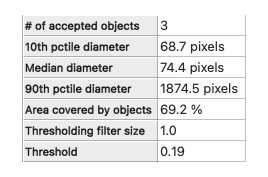 # of accepted objects 3
10th pctile diameter 68.7 pixels
Median diameter 74.4 pixels
90th pctile diameter 1874.5 pixels
Area covered by objects 69.2 %
Thresholding filter size 1.0
Threshold 0.19